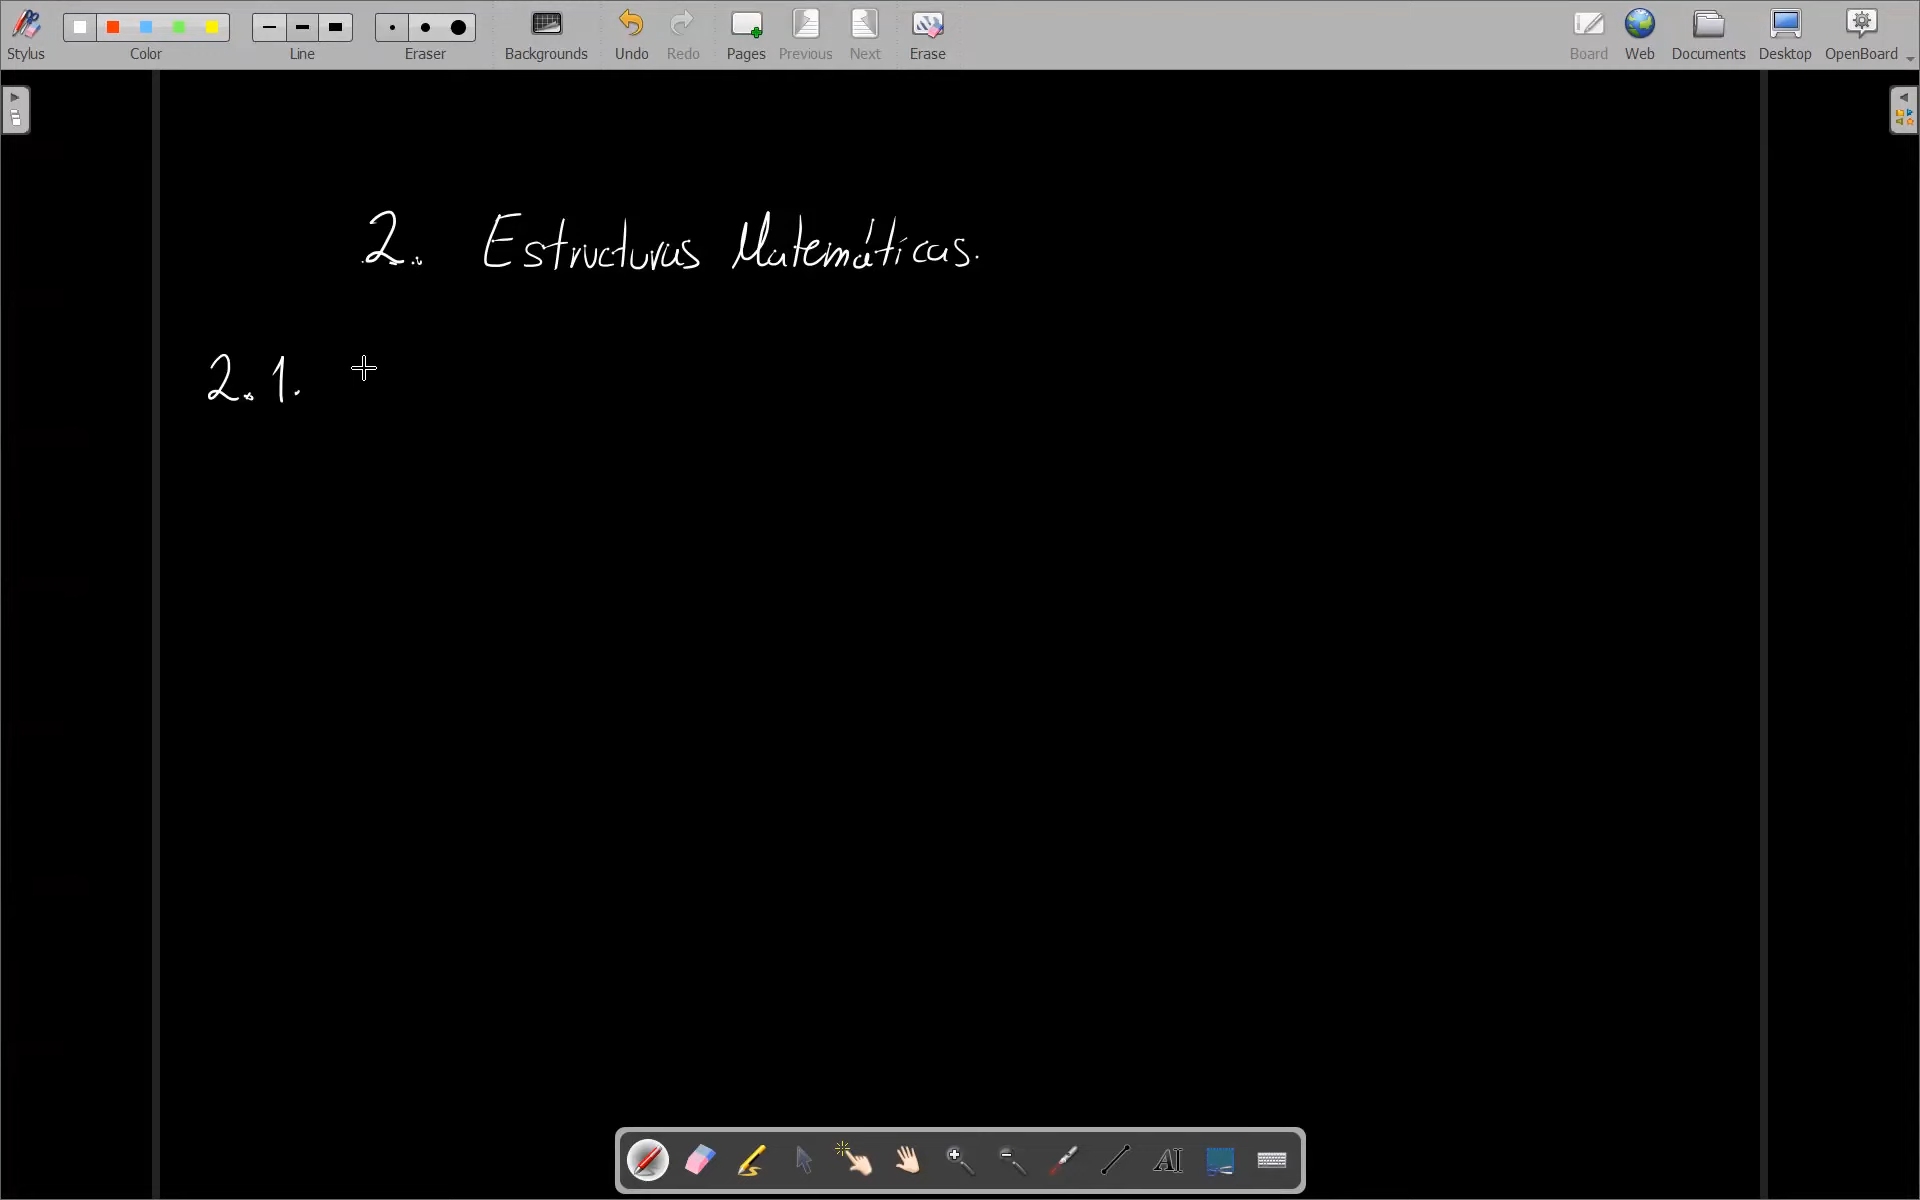 Stylus Color Line Eraser Backgrounds Undo Redo Pages Previous Next Erase Board Web Documents Desktop OpenBoard
2. Estructuras Matemáticas.
2.1.
AI